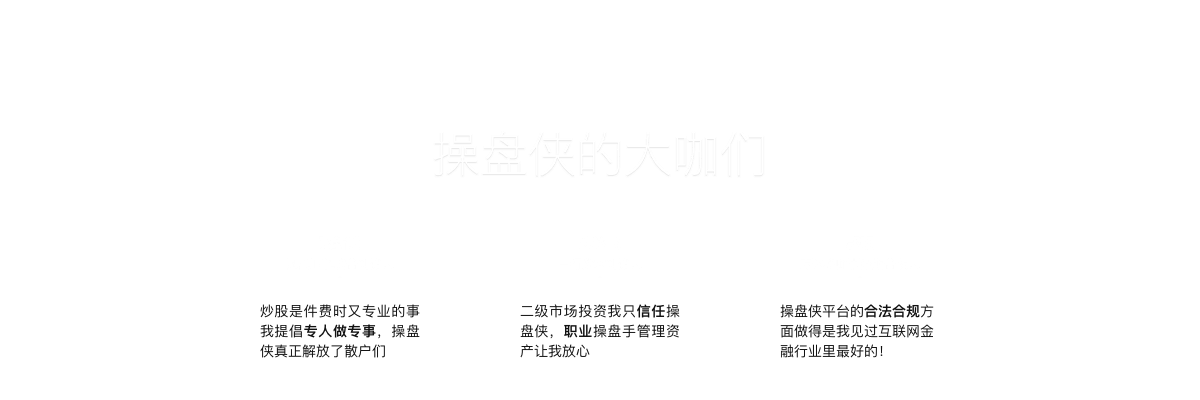 操盘侠的大咖们
炒股是件费时又专业的事
我提倡专人做专事，操盘
侠真正解放了散户们
二级市场投资我只信任操
盘侠，职业操盘手管理资
产让我放心
操盘侠平台的合法合规方
面做得是我见过互联网金
融行业里最好的！